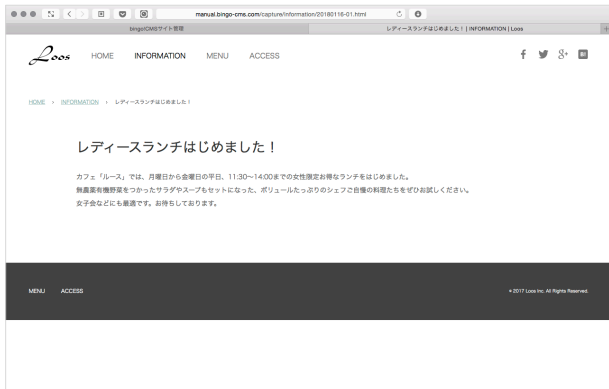 manual.bingo-cms.com/capture/information/20180116-01.html
bingo!CMSサイト管理
レディースランチはじめました！ | INFORMATION | Loos
Loos
HOME
INFORMATION
MENU
ACCESS
HOME › INFORMATION › レディースランチはじめました！
レディースランチはじめました！
カフェ「ルース」では、月曜日から金曜日の平日、11:30〜14:00までの女性限定お得なランチをはじめました。
無農薬有機野菜をつかったサラダやスープもセットになった、ボリュームたっぷりのシェフご自慢の料理たちをぜひお試しください。
女子会などにも最適です。お待ちしております。
MENU
ACCESS
© 2017 Loos Inc. All Rights Reserved.